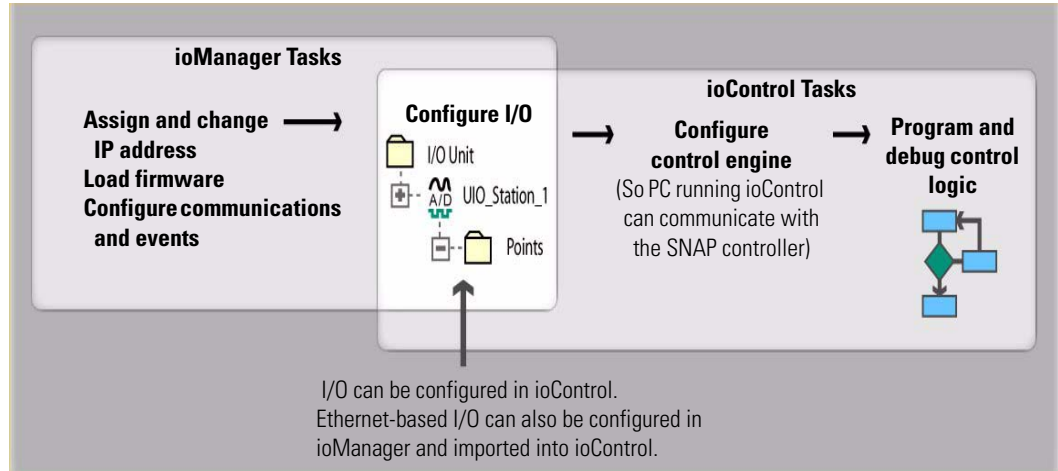 ioManager Tasks
Assign and change
IP address
Load firmware
Configure communications
and events
Configure I/O
I/O Unit
A/D UIO_Station_1
Points
ioControl Tasks
Configure
control engine
(So PC running ioControl
can communicate with
the SNAP controller)
Program and
debug control
logic
I/O can be configured in ioControl.
Ethernet-based I/O can also be configured in
ioManager and imported into ioControl.